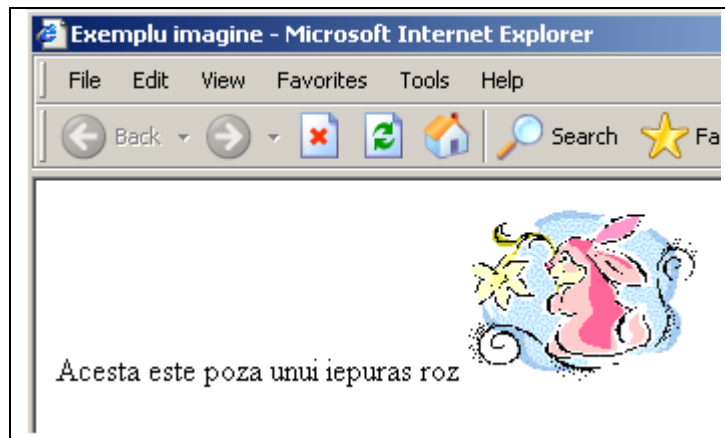 Exemplu imagine - Microsoft Internet Explorer
File Edit View Favorites Tools Help
Back Search Fa
Acesta este poza unui iepuras roz